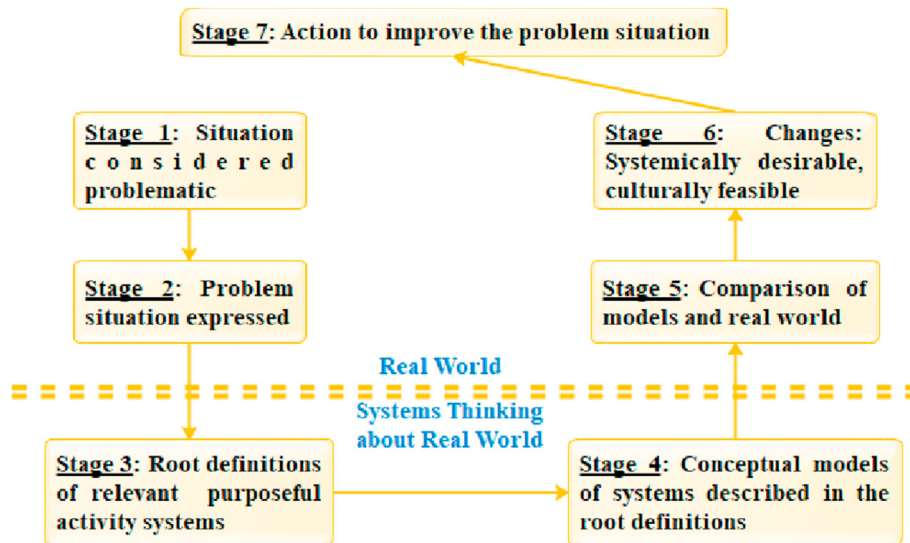 Stage 7: Action to improve the problem situation
Stage 1: Situation
considered
problematic
Stage 6: Changes:
Systemically desirable,
culturally feasible
Stage 2: Problem
situation expressed
Stage 5: Comparison of
models and real world
Real World
Systems Thinking
about Real World
Stage 3: Root definitions
of relevant purposeful
activity systems
Stage 4: Conceptual models
of systems described in the
root definitions